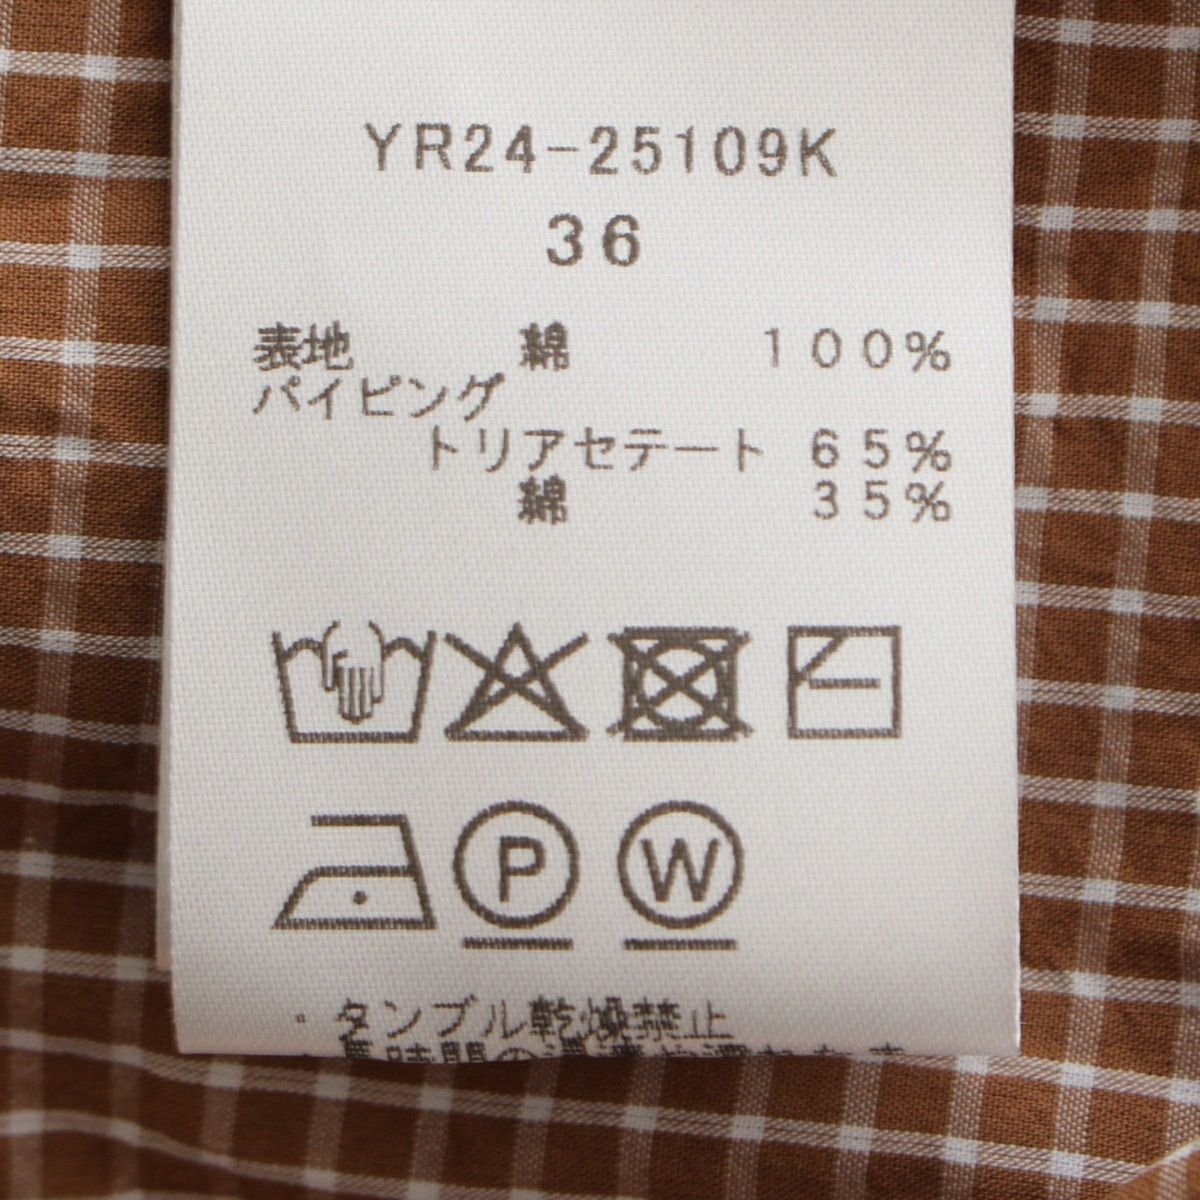 YR24-25109K
36
表地 綿 100%
パイピング
トリアセテート 65%
綿 35%
P W
・タンブル乾燥禁止